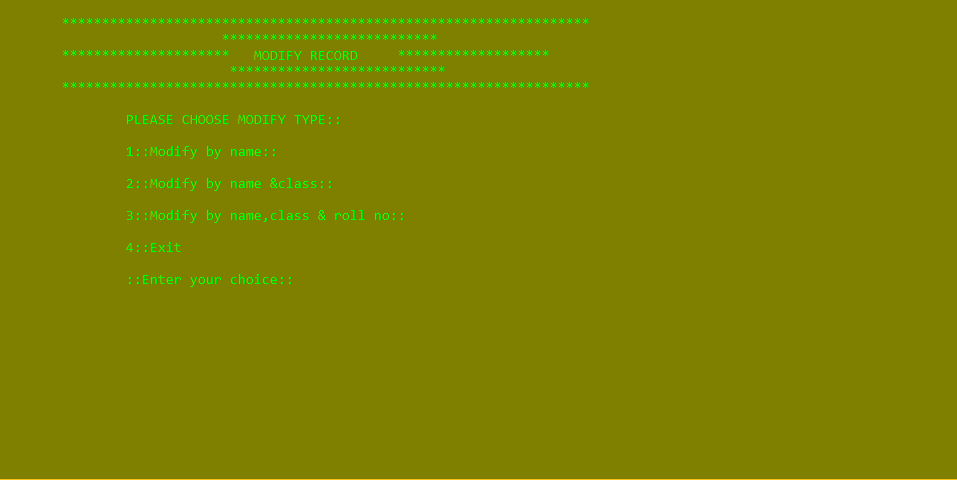 ******************************************************************
***************************
*********************   MODIFY RECORD     *******************
***************************
******************************************************************
PLEASE CHOOSE MODIFY TYPE::
1::Modify by name::
2::Modify by name &class::
3::Modify by name,class & roll no::
4::Exit
::Enter your choice::